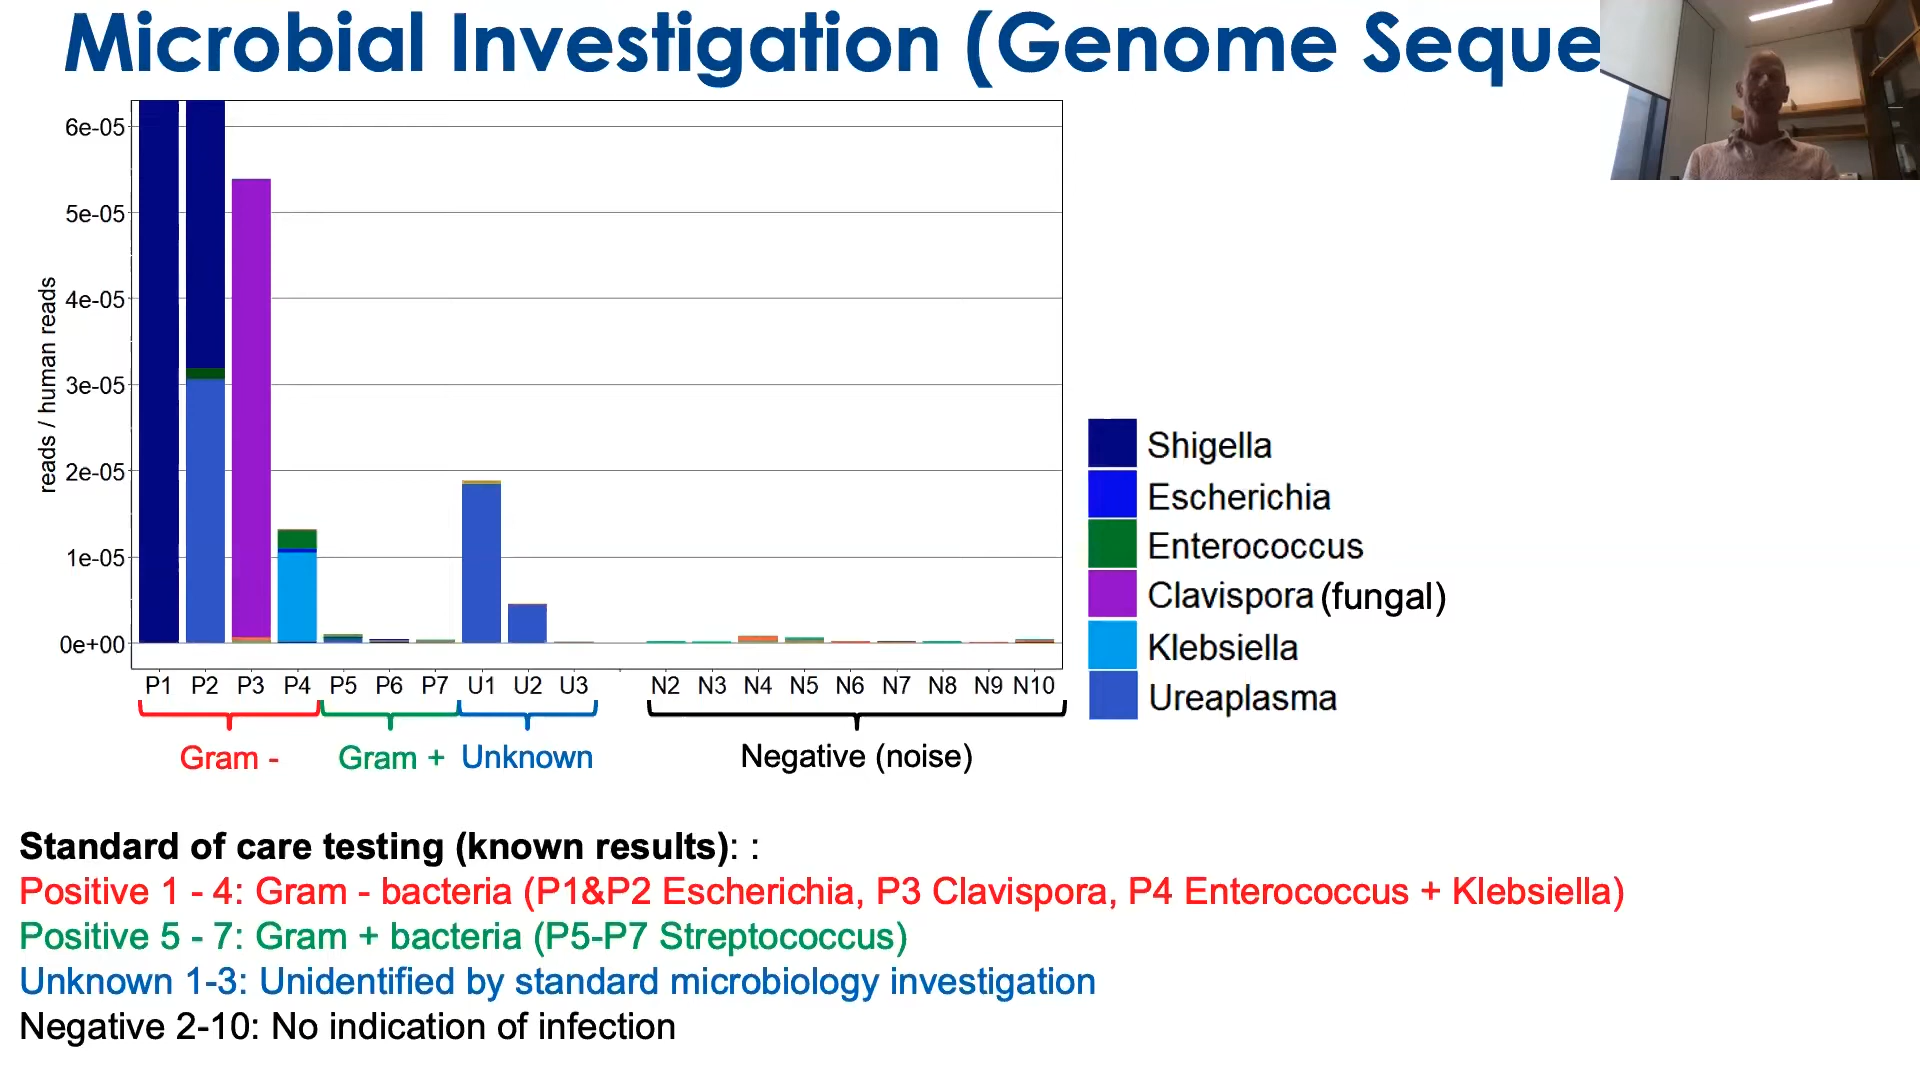 Microbial Investigation (Genome Seque
6e-05
5e-05
4e-05
3e-05
2e-05
1e-05
0e+00
reads / human reads
P1 P2 P3 P4 P5 P6 P7 U1 U2 U3 N2 N3 N4 N5 N6 N7 N8 N9 N10
Gram - Gram + Unknown Negative (noise)
Shigella
Escherichia
Enterococcus
Clavispora (fungal)
Klebsiella
Ureaplasma
Standard of care testing (known results): :
Positive 1 - 4: Gram - bacteria (P1&P2 Escherichia, P3 Clavispora, P4 Enterococcus + Klebsiella)
Positive 5 - 7: Gram + bacteria (P5-P7 Streptococcus)
Unknown 1-3: Unidentified by standard microbiology investigation
Negative 2-10: No indication of infection